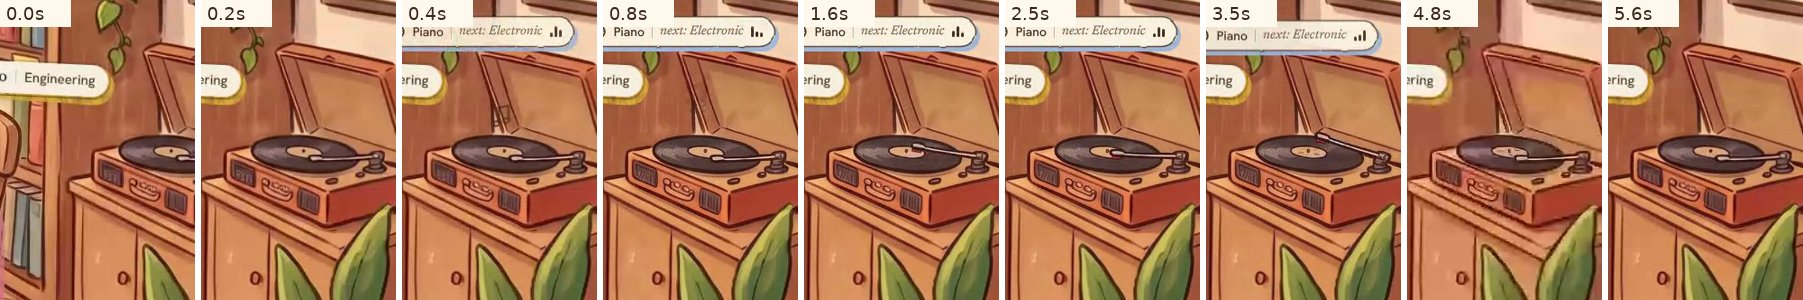 0.0s
o | Engineering
0.2s
ering
0.4s
) Piano | next: Electronic
ering
0.8s
) Piano | next: Electronic
ering
1.6s
) Piano | next: Electronic
ering
2.5s
) Piano | next: Electronic
ering
3.5s
) Piano | next: Electronic
ering
4.8s
ering
5.6s
ering